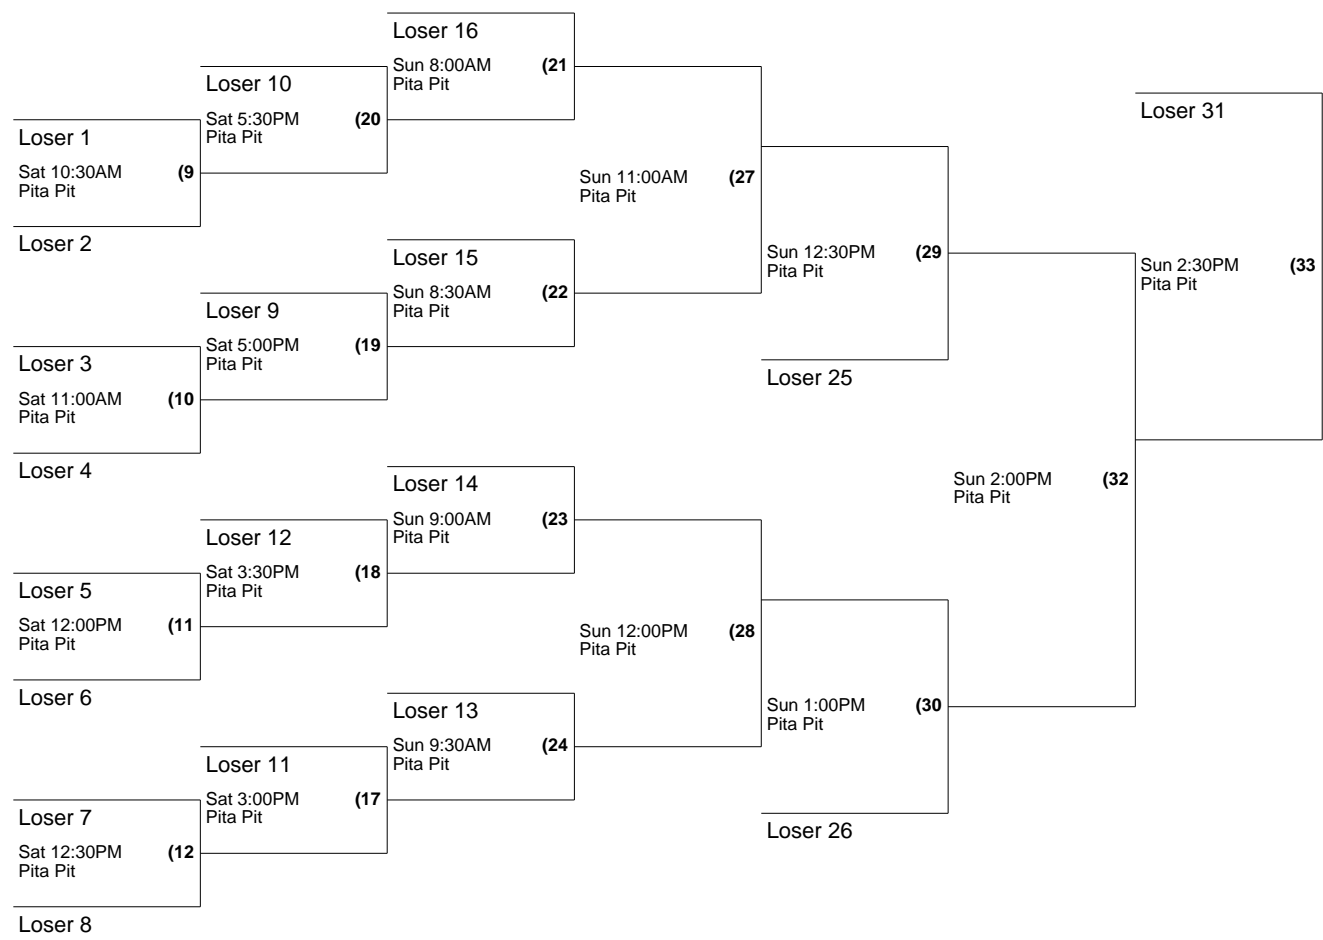 Loser 16
Sun 8:00AM (21
Pita Pit
Loser 10
Sat 5:30PM (20
Pita Pit
Loser 31
Loser 1
Sat 10:30AM (9
Pita Pit
Sun 11:00AM (27
Pita Pit
Loser 2
Loser 15
Sun 8:30AM (22
Pita Pit
Sun 12:30PM (29
Pita Pit
Sun 2:30PM (33
Pita Pit
Loser 9
Sat 5:00PM (19
Pita Pit
Loser 3
Sat 11:00AM (10
Pita Pit
Loser 25
Loser 4
Loser 14
Sun 9:00AM (23
Pita Pit
Sun 2:00PM (32
Pita Pit
Loser 12
Sat 3:30PM (18
Pita Pit
Loser 5
Sat 12:00PM (11
Pita Pit
Sun 12:00PM (28
Pita Pit
Loser 6
Loser 13
Sun 9:30AM (24
Pita Pit
Sun 1:00PM (30
Pita Pit
Loser 11
Sat 3:00PM (17
Pita Pit
Loser 7
Sat 12:30PM (12
Pita Pit
Loser 26
Loser 8